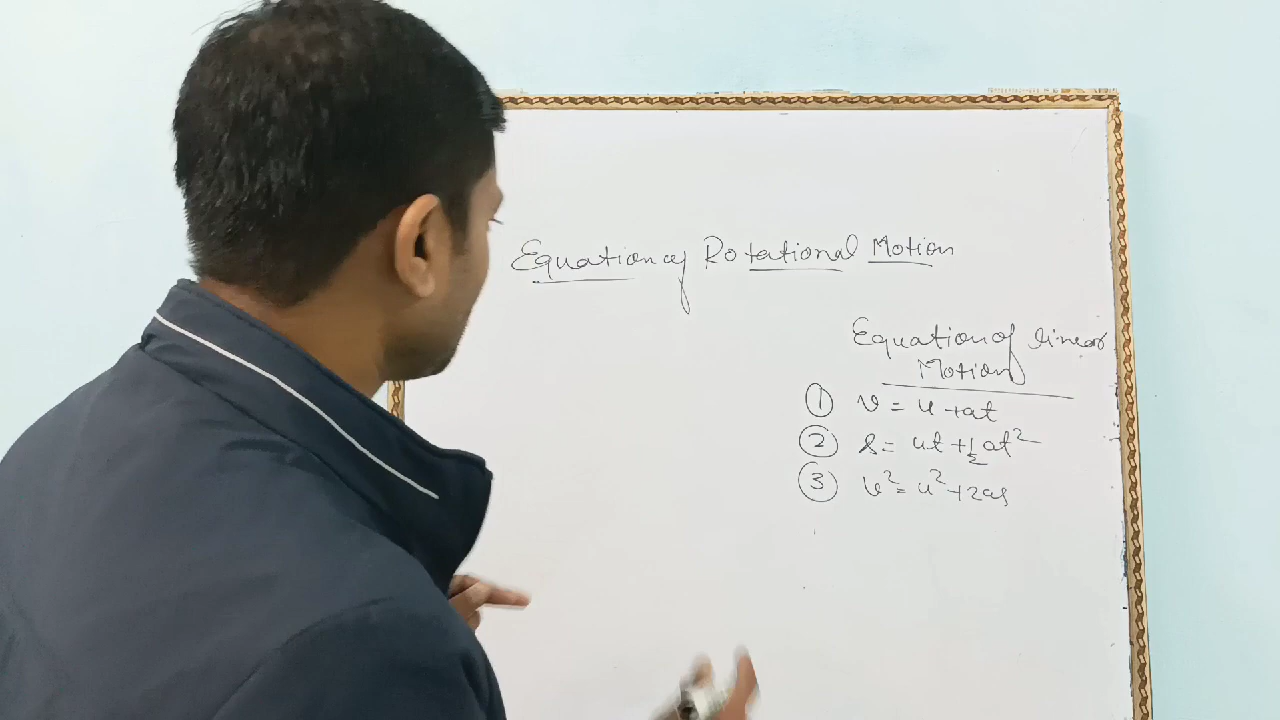 Equation of Rotational Motion
Equation of linear
Motion
① v = u + at
② s = ut + ½ at²
③ v² = u² + 2as